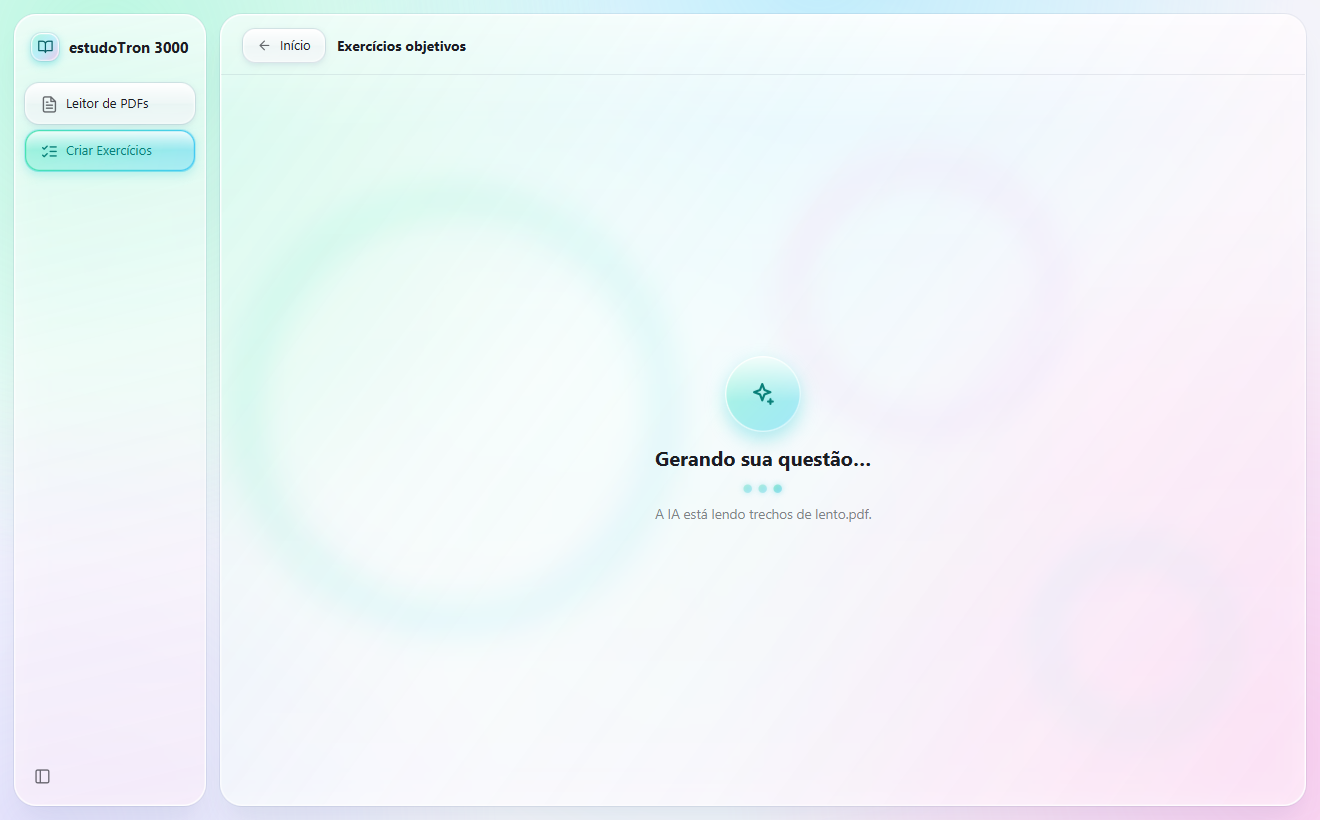 estudoTron 3000
Leitor de PDFs
Criar Exercícios
Início
Exercícios objetivos
Gerando sua questão...
A IA está lendo trechos de lento.pdf.